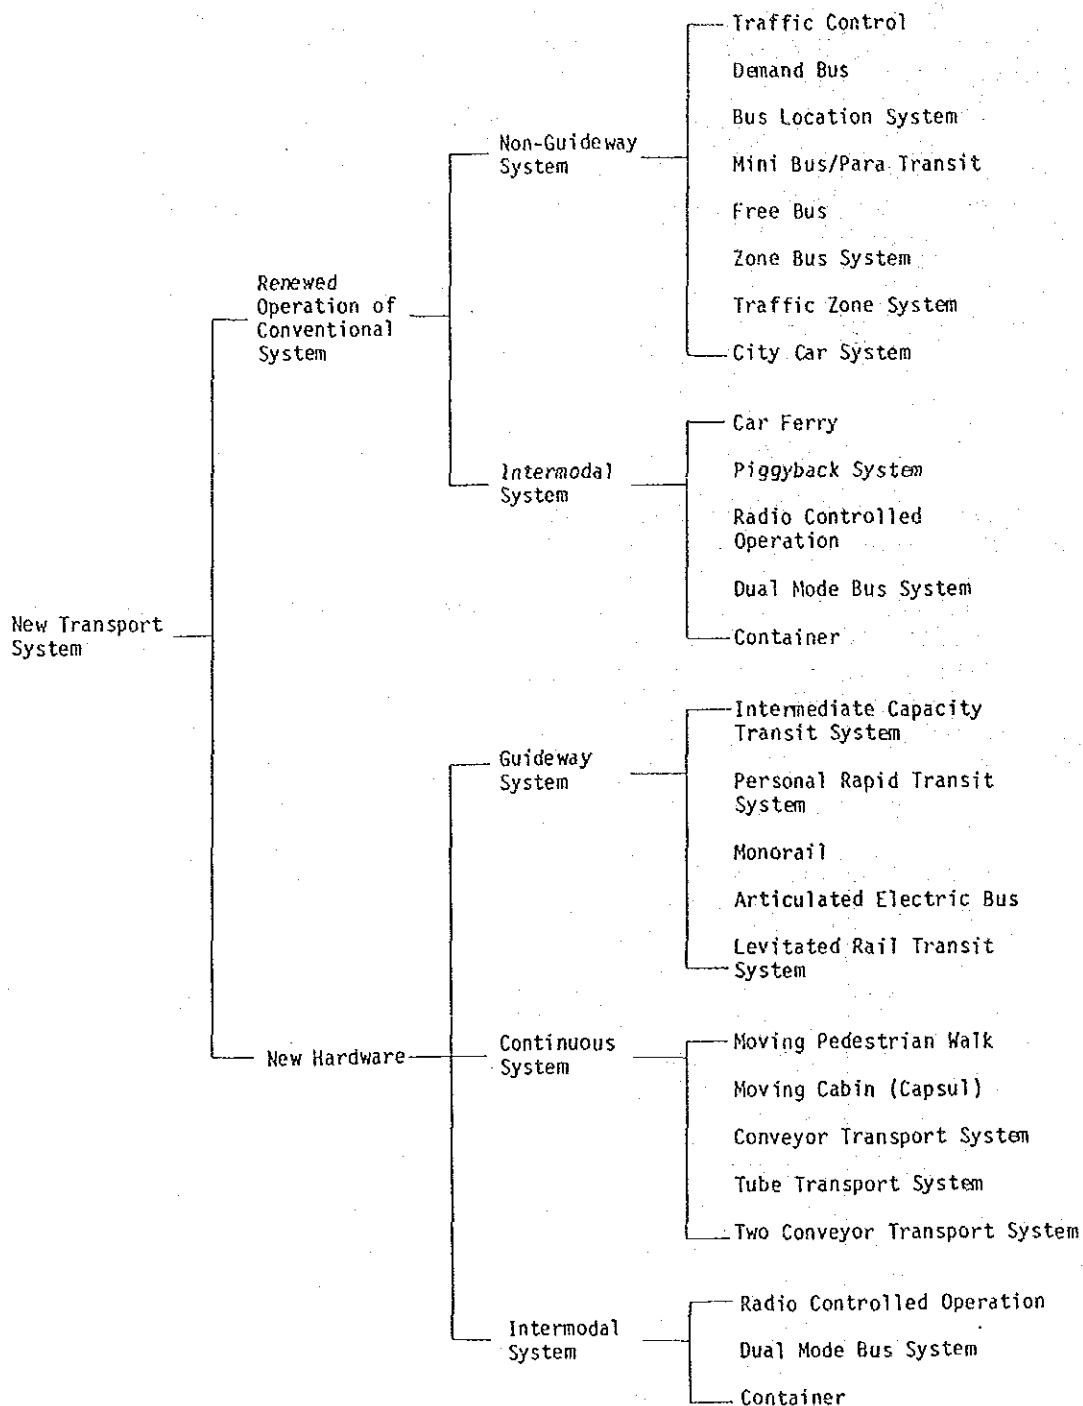 Traffic Control
Demand Bus
Bus Location System
Non-Guideway
System
Mini Bus/Para Transit
Free Bus
Zone Bus System
Renewed
Operation of
Conventional
System
Traffic Zone System
City Car System
Car Ferry
Intermodal
System
Piggyback System
Radio Controlled
Operation
Dual Mode Bus System
New Transport
System
Container
Intermediate Capacity
Transit System
Guideway
System
Personal Rapid Transit
System
Monorail
Articulated Electric Bus
Levitated Rail Transit
System
New Hardware
Continuous
System
Moving Pedestrian Walk
Moving Cabin (Capsul)
Conveyor Transport System
Tube Transport System
Two Conveyor Transport System
Intermodal
System
Radio Controlled Operation
Dual Mode Bus System
Container